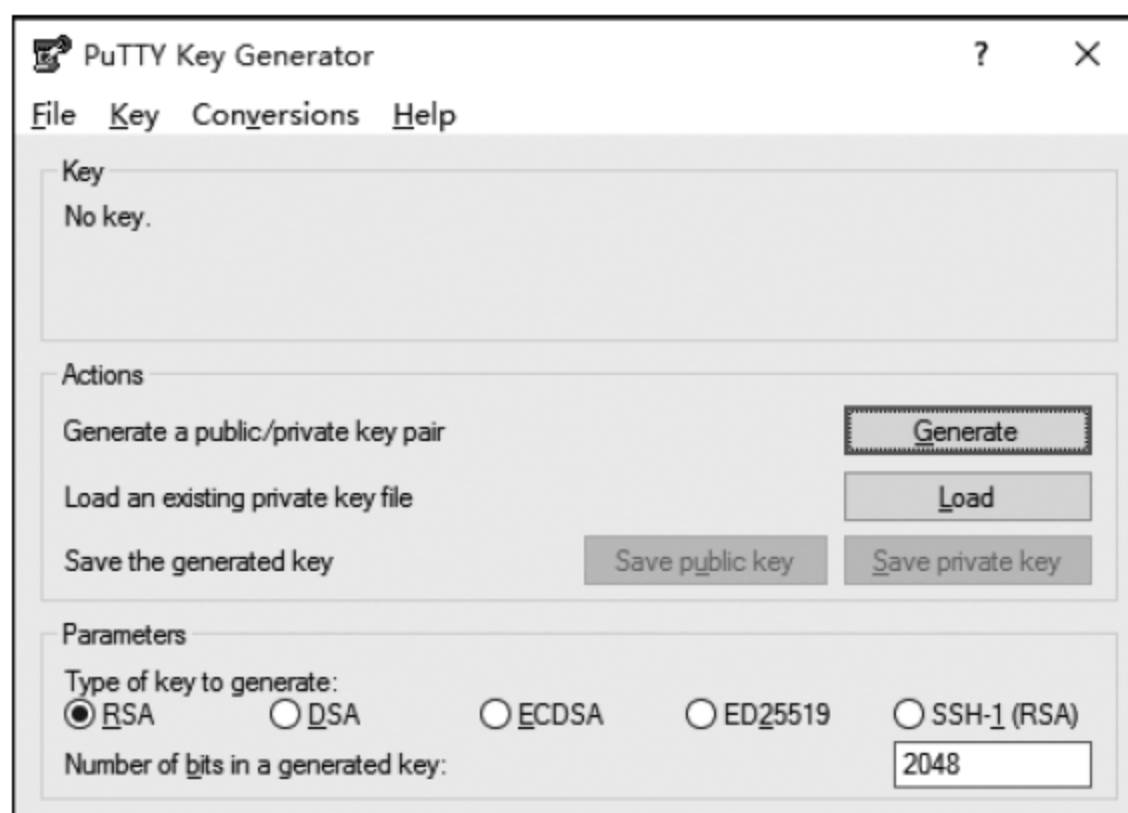 PuTTY Key Generator ? ×
File Key Conversions Help
Key
No key.
Actions
Generate a public/private key pair Generate
Load an existing private key file Load
Save the generated key Save public key Save private key
Parameters
Type of key to generate:
RSA DSA ECDSA ED25519 SSH-1 (RSA)
Number of bits in a generated key: 2048